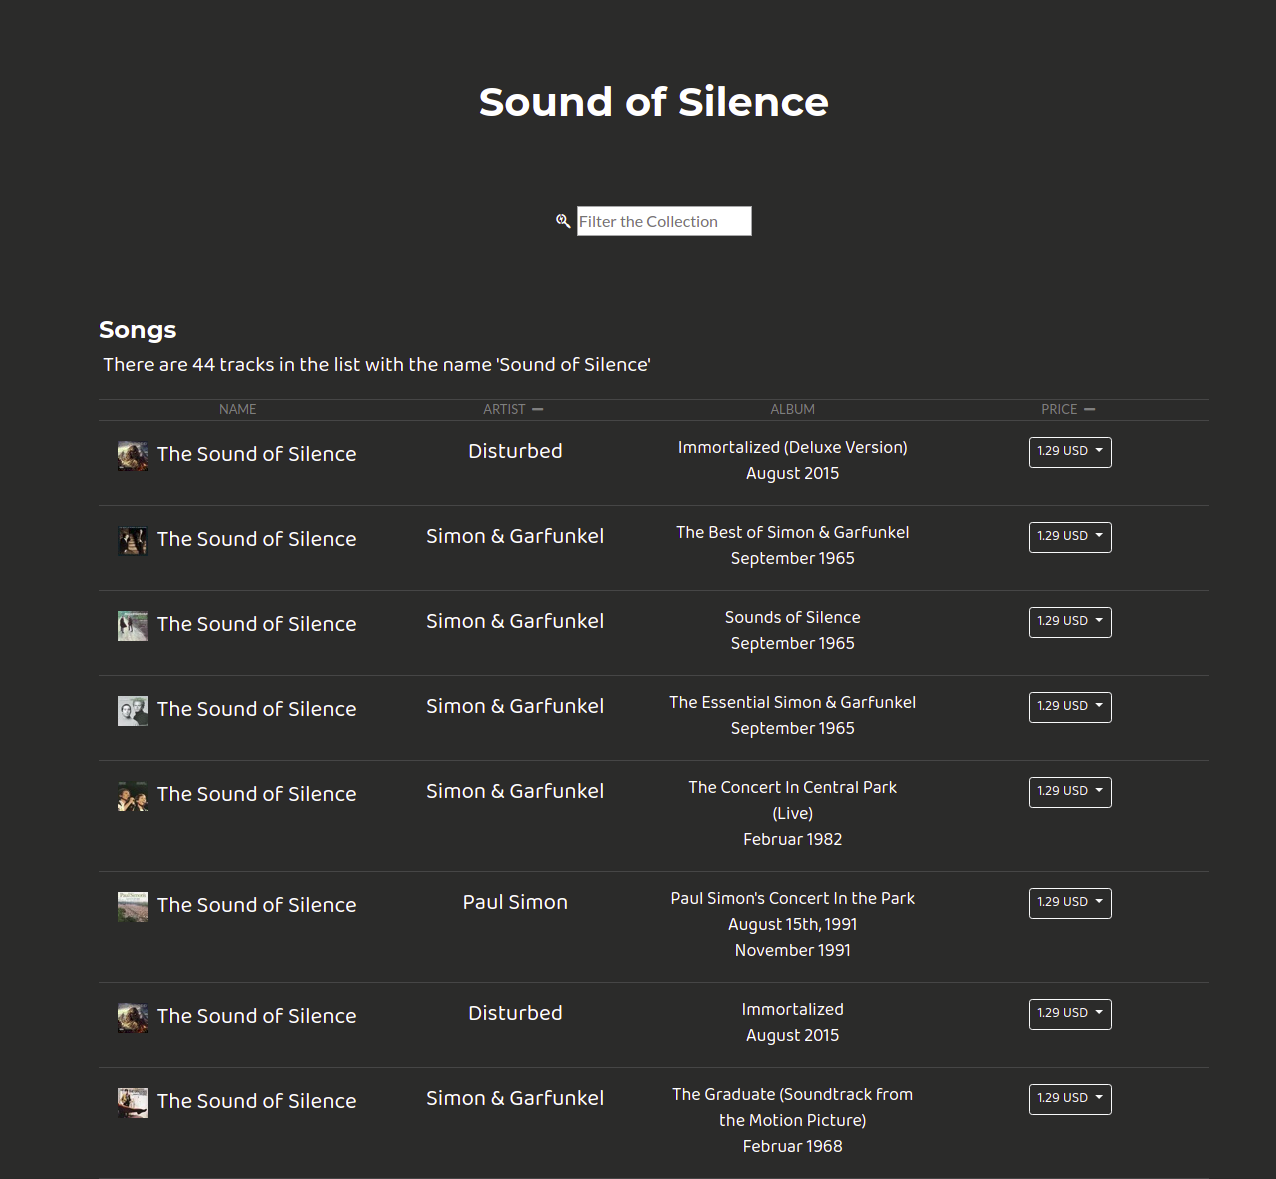 Sound of Silence
Filter the Collection
Songs
There are 44 tracks in the list with the name 'Sound of Silence'
NAME ARTIST ALBUM PRICE
The Sound of Silence Disturbed Immortalized (Deluxe Version) 1.29 USD
August 2015
The Sound of Silence Simon & Garfunkel The Best of Simon & Garfunkel 1.29 USD
September 1965
The Sound of Silence Simon & Garfunkel Sounds of Silence 1.29 USD
September 1965
The Sound of Silence Simon & Garfunkel The Essential Simon & Garfunkel 1.29 USD
September 1965
The Sound of Silence Simon & Garfunkel The Concert In Central Park 1.29 USD
(Live)
Februar 1982
The Sound of Silence Paul Simon Paul Simon's Concert In the Park 1.29 USD
August 15th, 1991
November 1991
The Sound of Silence Disturbed Immortalized 1.29 USD
August 2015
The Sound of Silence Simon & Garfunkel The Graduate (Soundtrack from 1.29 USD
the Motion Picture)
Februar 1968